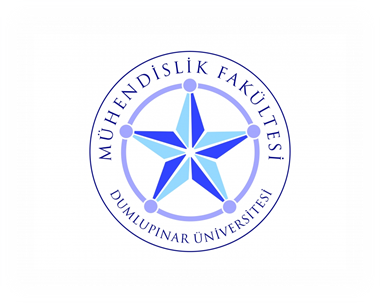 MÜHENDİSLİK FAKÜLTESİ
DUMLUPINAR ÜNİVERSİTESİ